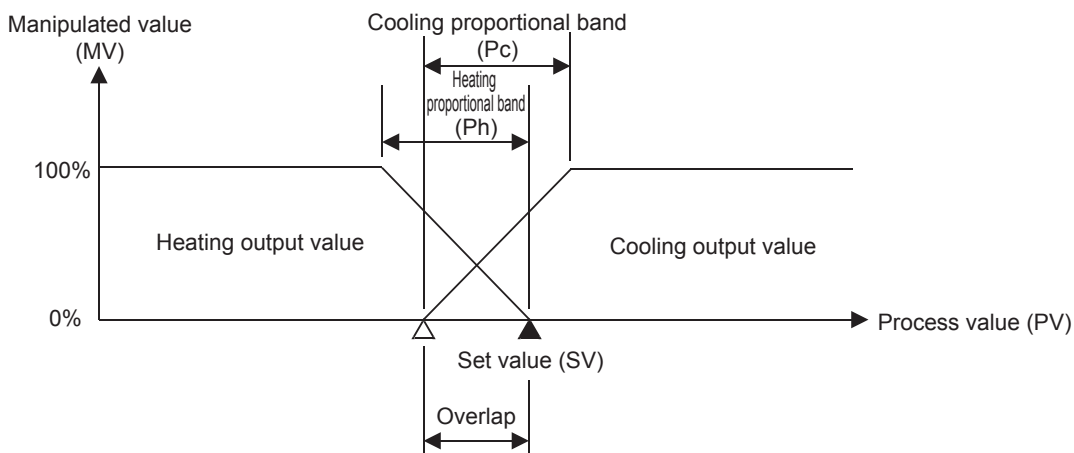 Manipulated value
(MV)
Cooling proportional band
(Pc)
Heating
proportional band
(Ph)
100%
Heating output value
Cooling output value
0%
Process value (PV)
Set value (SV)
Overlap